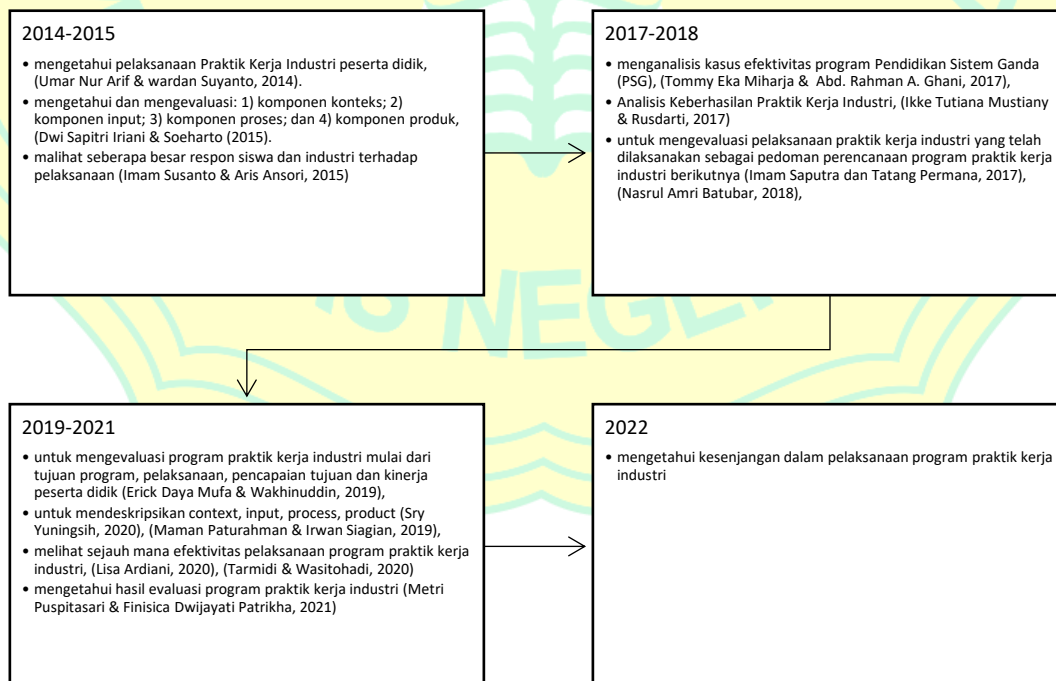 2014-2015
• mengetahui pelaksanaan Praktik Kerja Industri peserta didik,
(Umar Nur Arif & wardan Suyanto, 2014).
• mengetahui dan mengevaluasi: 1) komponen konteks; 2)
komponen input; 3) komponen proses; dan 4) komponen produk,
(Dwi Sapitri Iriani & Soeharto (2015).
• malihat seberapa besar respon siswa dan industri terhadap
pelaksanaan (Imam Susanto & Aris Ansori, 2015)
2017-2018
• menganalisis kasus efektivitas program Pendidikan Sistem Ganda
(PSG), (Tommy Eka Miharja & Abd. Rahman A. Ghani, 2017),
• Analisis Keberhasilan Praktik Kerja Industri, (Ikke Tutiana Mustiany
& Rusdarti, 2017)
• untuk mengevaluasi pelaksanaan praktik kerja industri yang telah
dilaksanakan sebagai pedoman perencanaan program praktik kerja
industri berikutnya (Imam Saputra dan Tatang Permana, 2017),
(Nasrul Amri Batubar, 2018),
NEGE
2019-2021
• untuk mengevaluasi program praktik kerja industri mulai dari
tujuan program, pelaksanaan, pencapaian tujuan dan kinerja
peserta didik (Erick Daya Mufa & Wakhinuddin, 2019),
• untuk mendeskripsikan context, input, process, product (Sry
Yuningsih, 2020), (Maman Paturahman & Irwan Siagian, 2019),
• melihat sejauh mana efektivitas pelaksanaan program praktik kerja
industri, (Lisa Ardiani, 2020), (Tarmidi & Wasitohadi, 2020)
• mengetahui hasil evaluasi program praktik kerja industri (Metri
Puspitasari & Finisica Dwijayati Patrikha, 2021)
2022
• mengetahui kesenjangan dalam pelaksanaan program praktik kerja
industri